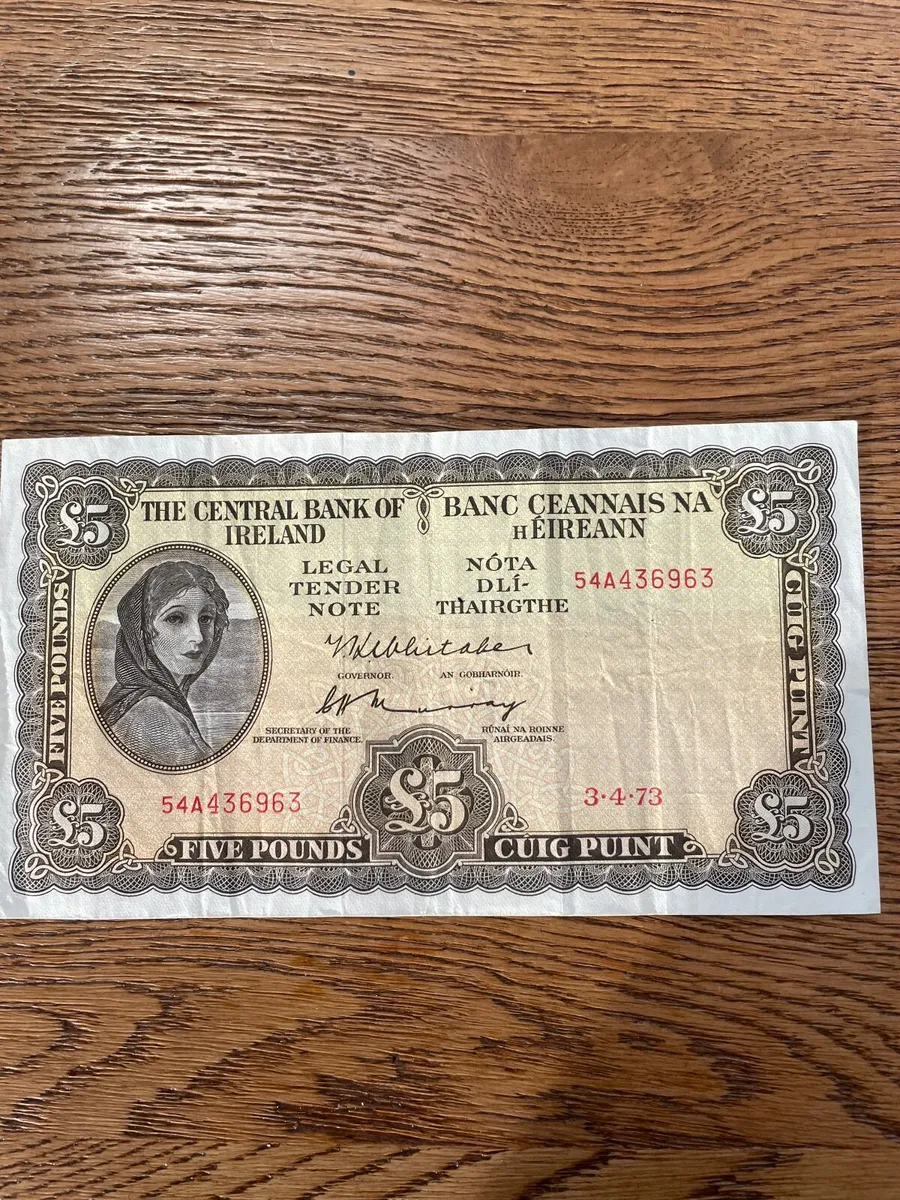 £5
THE CENTRAL BANK OF
IRELAND
BANC CEANNAIS NA
hÉIREANN
£5
LEGAL
TENDER
NOTE
NÓTA
DLÍ-
THAIRGTHE
54A436963
FIVE POUNDS
CÚIG PUINT
T K Whitaker
GOVERNOR.
AN GOBHARNÓIR.
C H Murray
SECRETARY OF THE
DEPARTMENT OF FINANCE.
RÚNAÍ NA ROINNE
AIRGEADAIS.
54A436963
£5
3·4·73
£5
FIVE POUNDS
CÚIG PUINT
£5